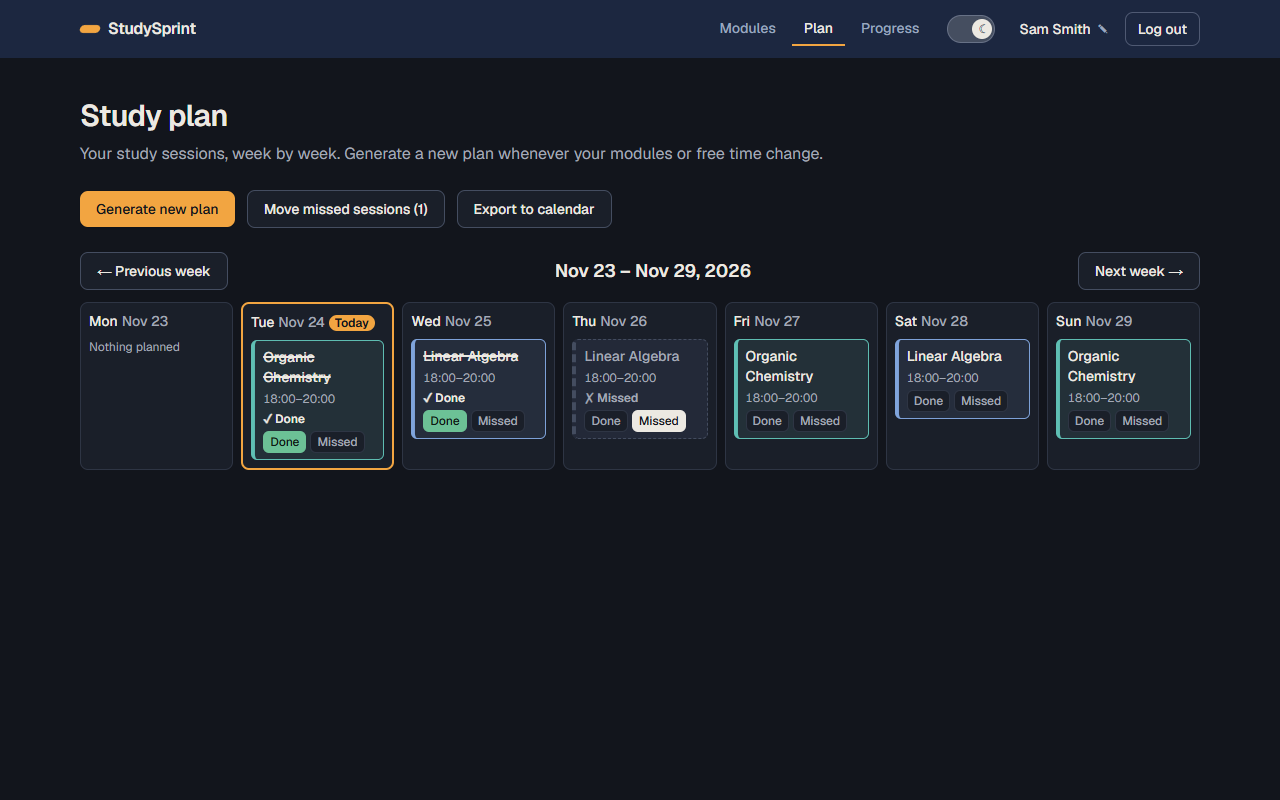 StudySprint
Modules
Plan
Progress
Sam Smith
Log out
Study plan
Your study sessions, week by week. Generate a new plan whenever your modules or free time change.
Generate new plan
Move missed sessions (1)
Export to calendar
← Previous week
Nov 23 – Nov 29, 2026
Next week →
Mon Nov 23
Nothing planned
Tue Nov 24 Today
Organic
Chemistry
18:00–20:00
✓ Done
Done Missed
Wed Nov 25
Linear Algebra
18:00–20:00
✓ Done
Done Missed
Thu Nov 26
Linear Algebra
18:00–20:00
✗ Missed
Done Missed
Fri Nov 27
Organic
Chemistry
18:00–20:00
Done Missed
Sat Nov 28
Linear Algebra
18:00–20:00
Done Missed
Sun Nov 29
Organic
Chemistry
18:00–20:00
Done Missed